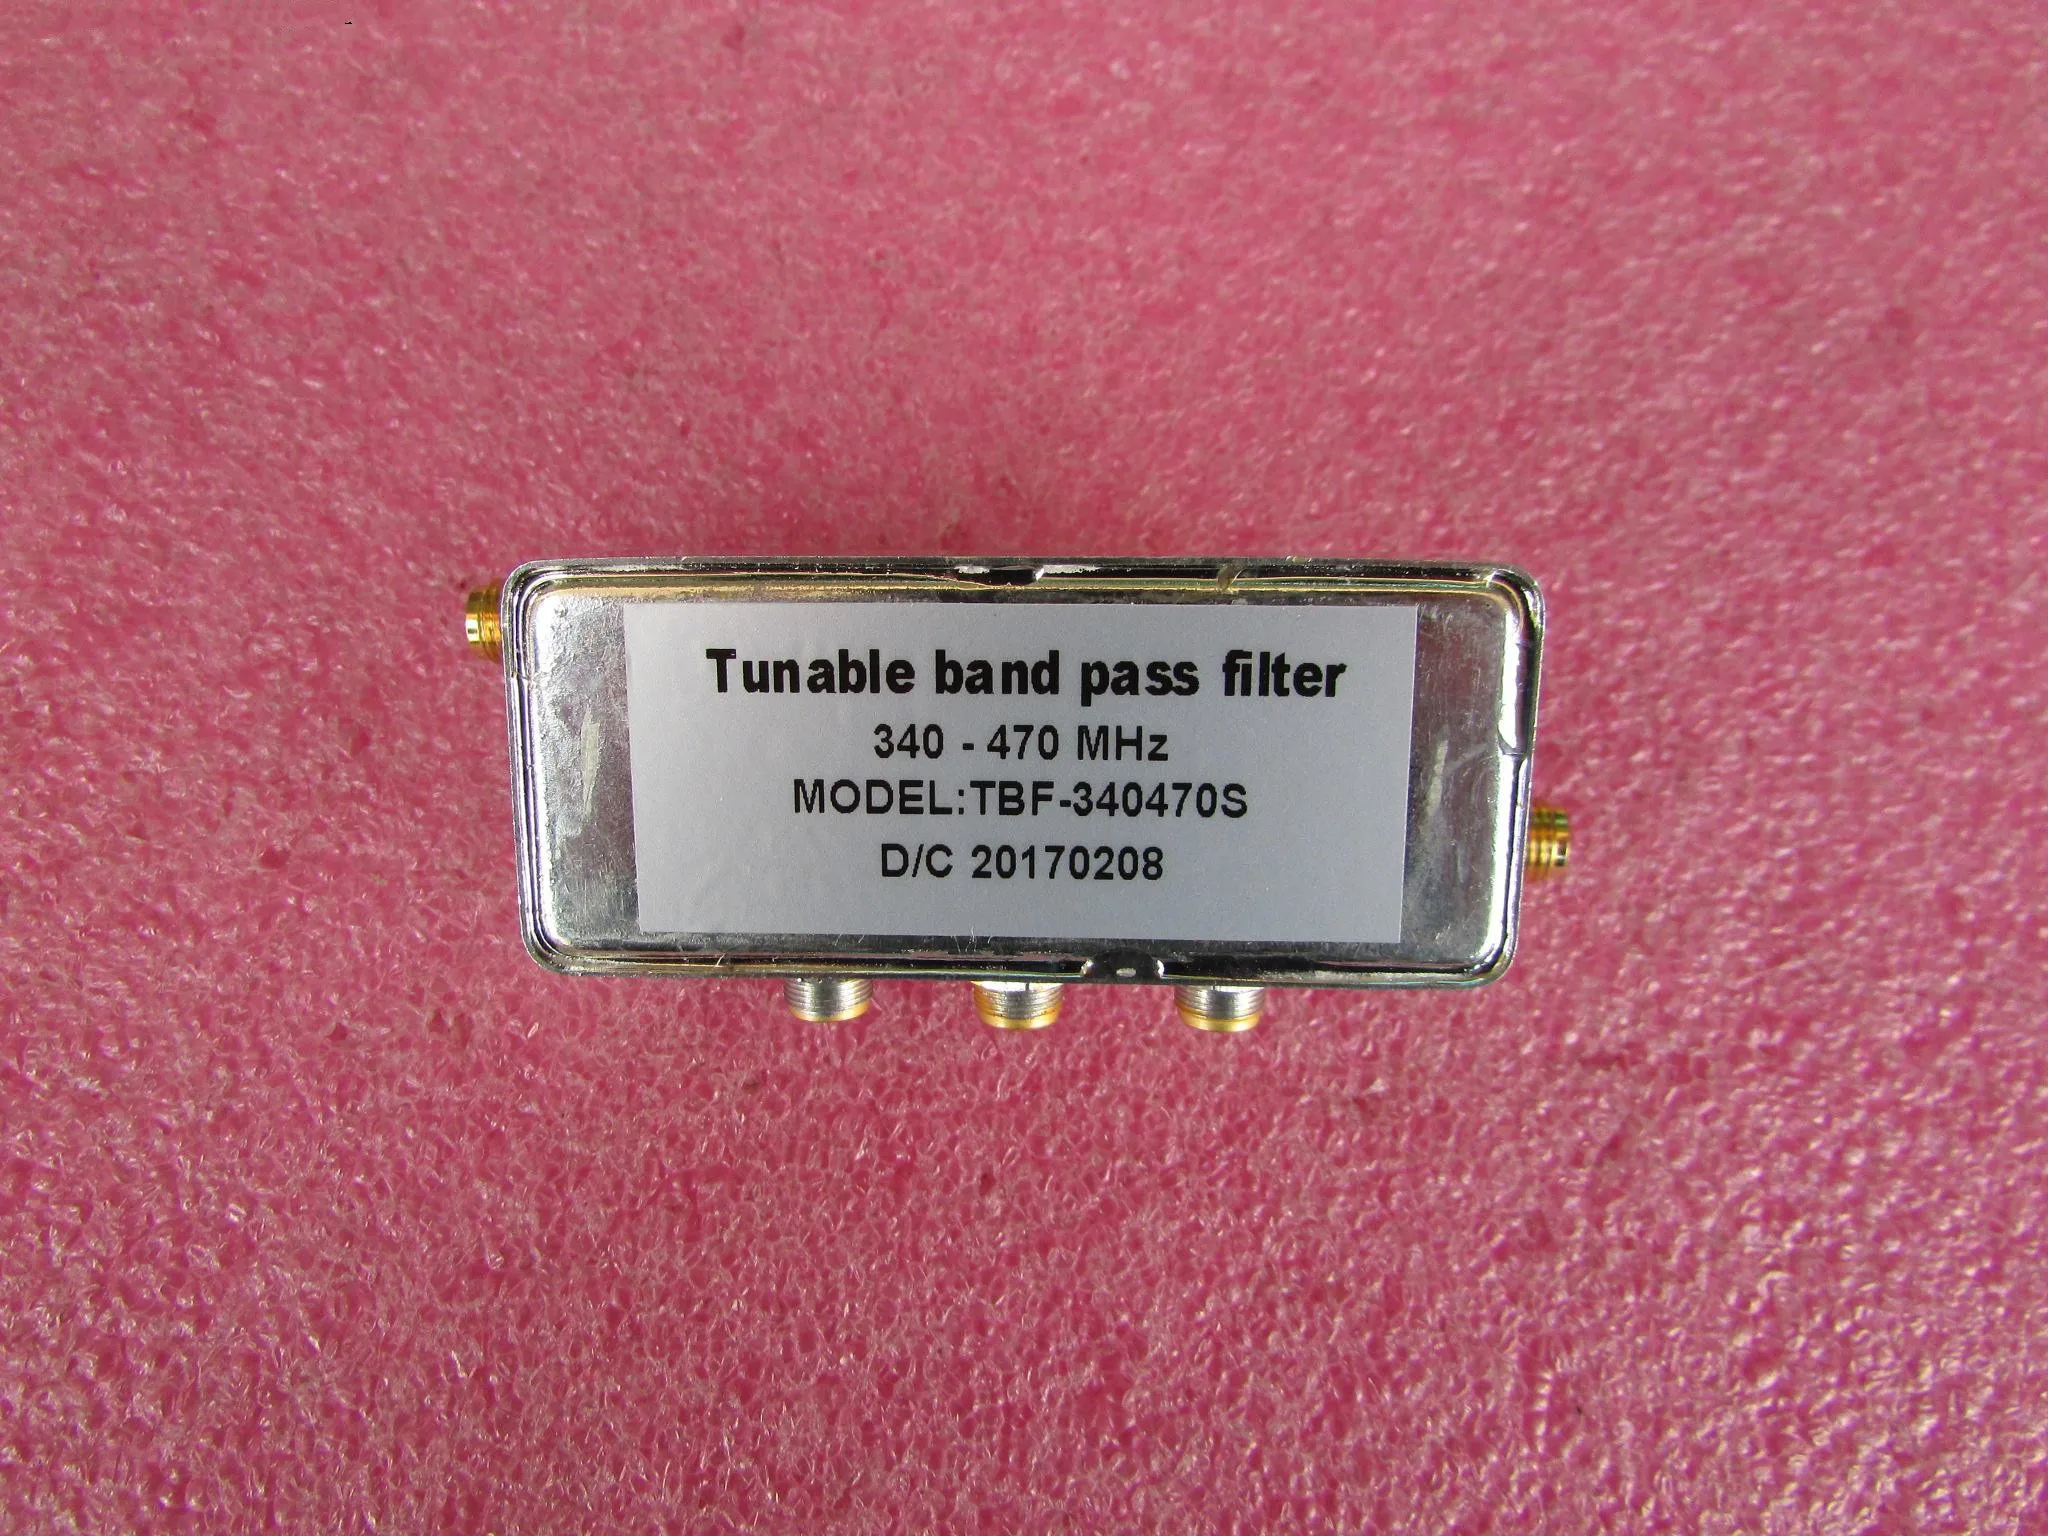 Tunable band pass filter
340 - 470 MHz
MODEL:TBF-340470S
D/C 20170208